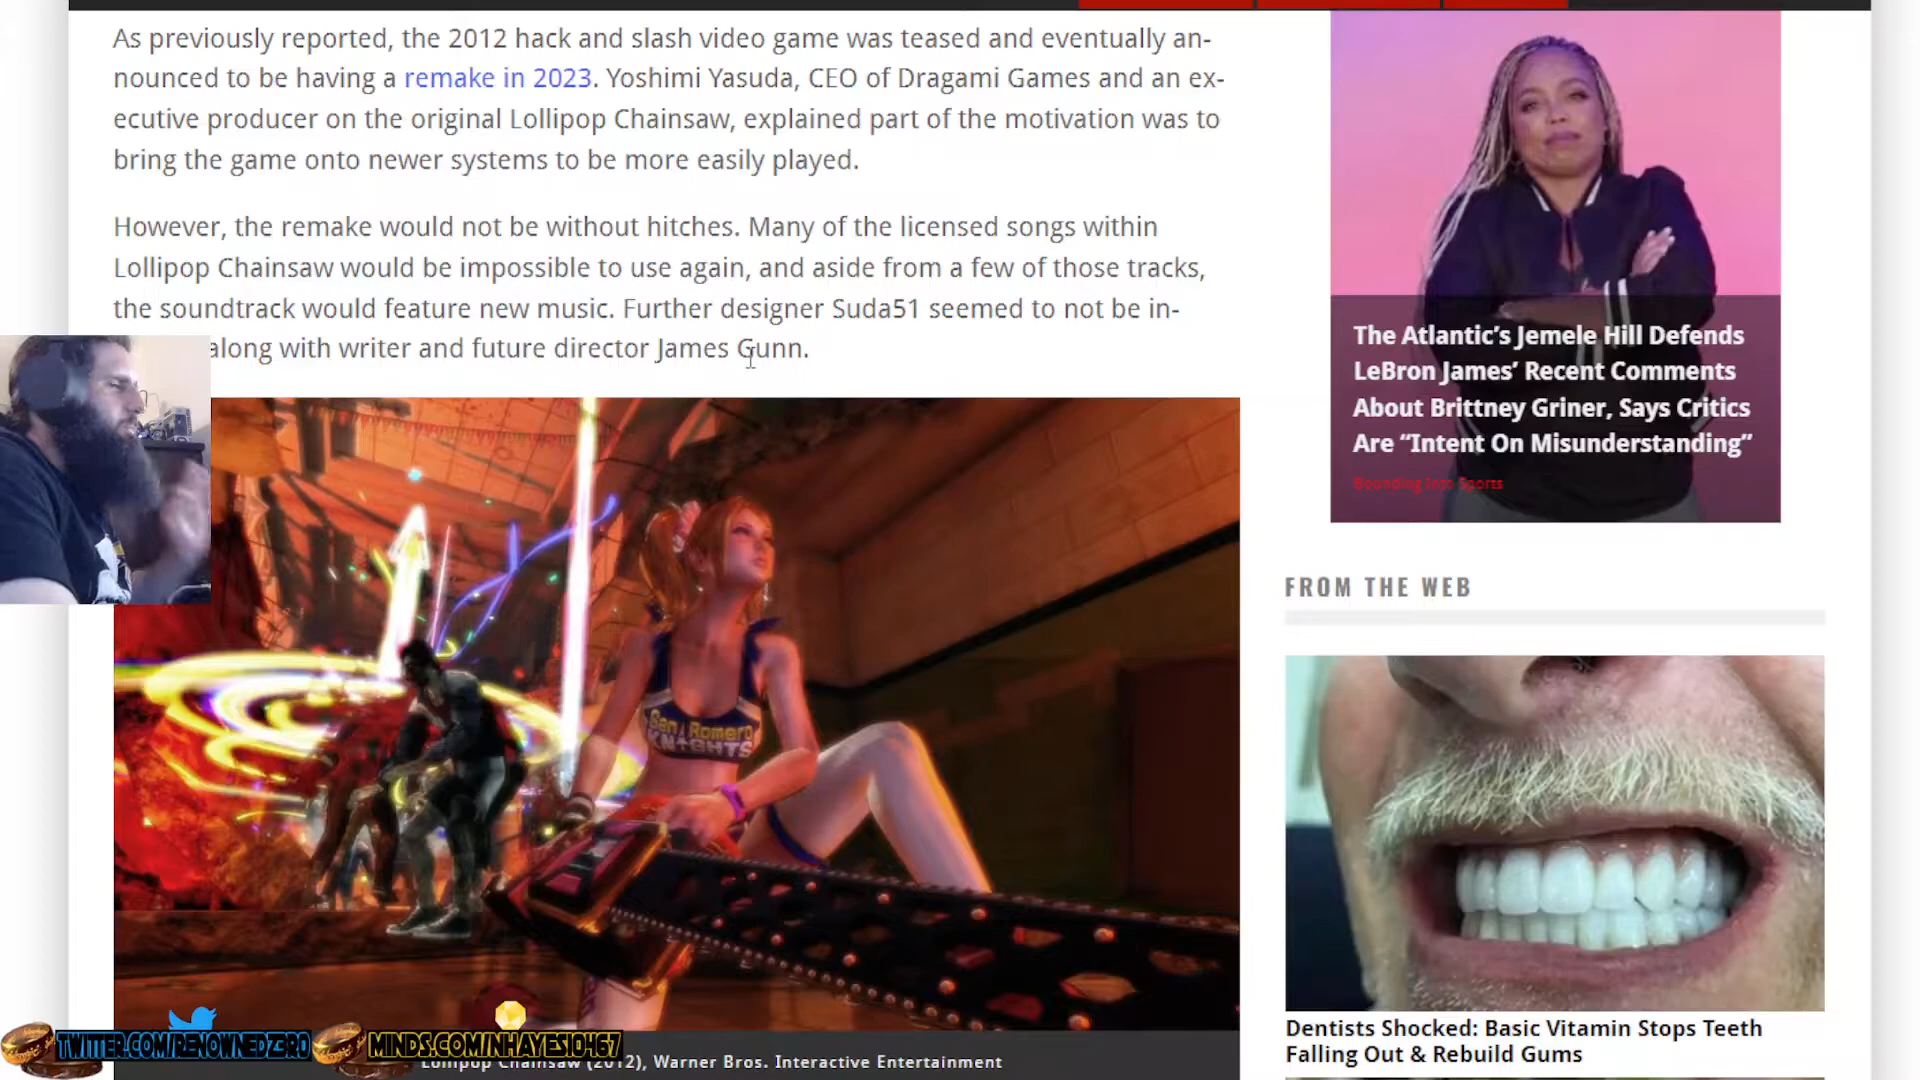 As previously reported, the 2012 hack and slash video game was teased and eventually an-
nounced to be having a remake in 2023. Yoshimi Yasuda, CEO of Dragami Games and an ex-
ecutive producer on the original Lollipop Chainsaw, explained part of the motivation was to
bring the game onto newer systems to be more easily played.
However, the remake would not be without hitches. Many of the licensed songs within
Lollipop Chainsaw would be impossible to use again, and aside from a few of those tracks,
the soundtrack would feature new music. Further designer Suda51 seemed to not be in-
along with writer and future director James Gunn.
San Romero
KNIGHTS
TWITTER.COM/RENOWNEDZ3R0
MINDS.COM/NHAYES10467
Lollipop Chainsaw (2012), Warner Bros. Interactive Entertainment
The Atlantic's Jemele Hill Defends
LeBron James' Recent Comments
About Brittney Griner, Says Critics
Are "Intent On Misunderstanding"
Bounding Into Sports
FROM THE WEB
Dentists Shocked: Basic Vitamin Stops Teeth
Falling Out & Rebuild Gums